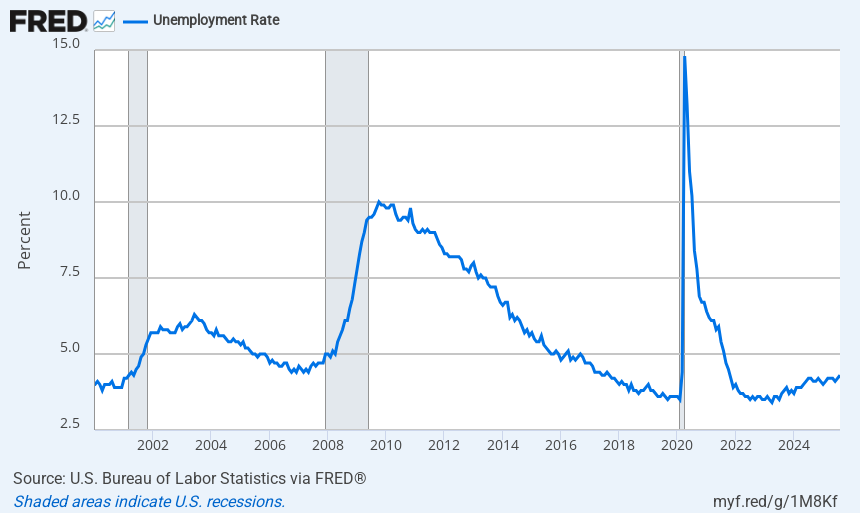 FRED Unemployment Rate
15.0
12.5
10.0
7.5
5.0
2.5
Percent
2002 2004 2006 2008 2010 2012 2014 2016 2018 2020 2022 2024
Source: U.S. Bureau of Labor Statistics via FRED®
Shaded areas indicate U.S. recessions.
myf.red/g/1M8Kf